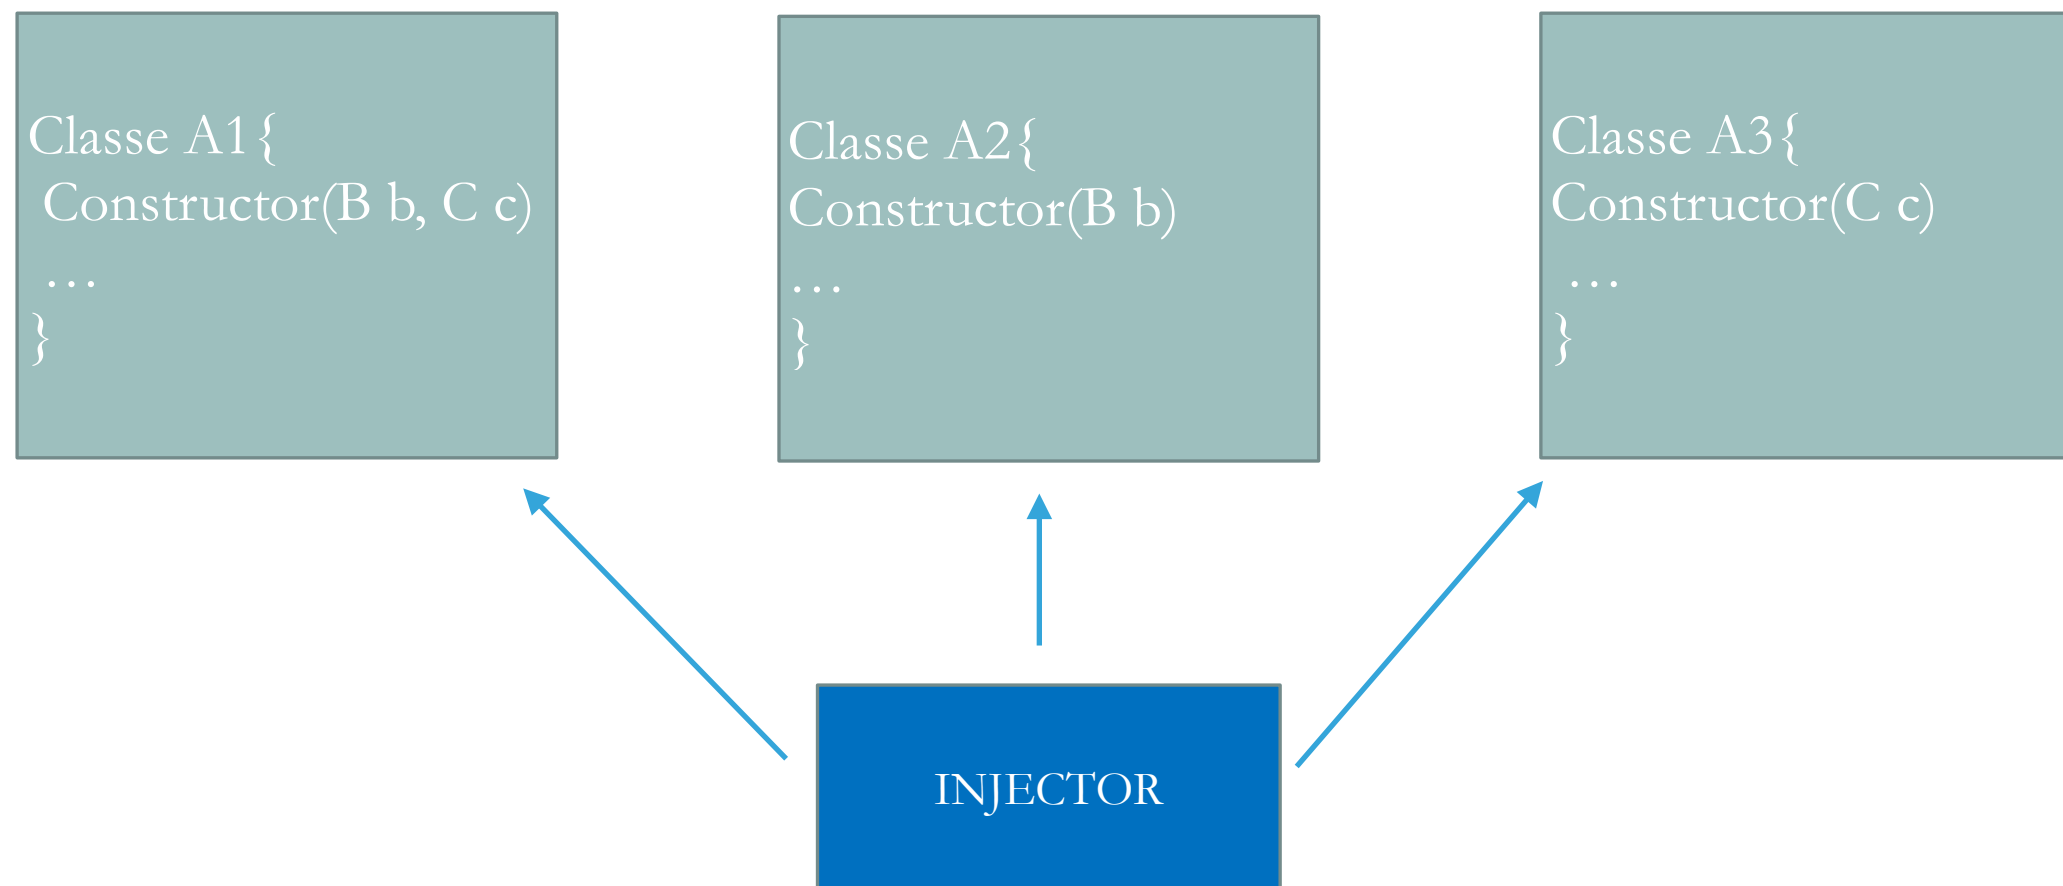 Classe A1{
Constructor(B b, C c)
…
}
Classe A2{
Constructor(B b)
…
}
Classe A3{
Constructor(C c)
…
}
INJECTOR